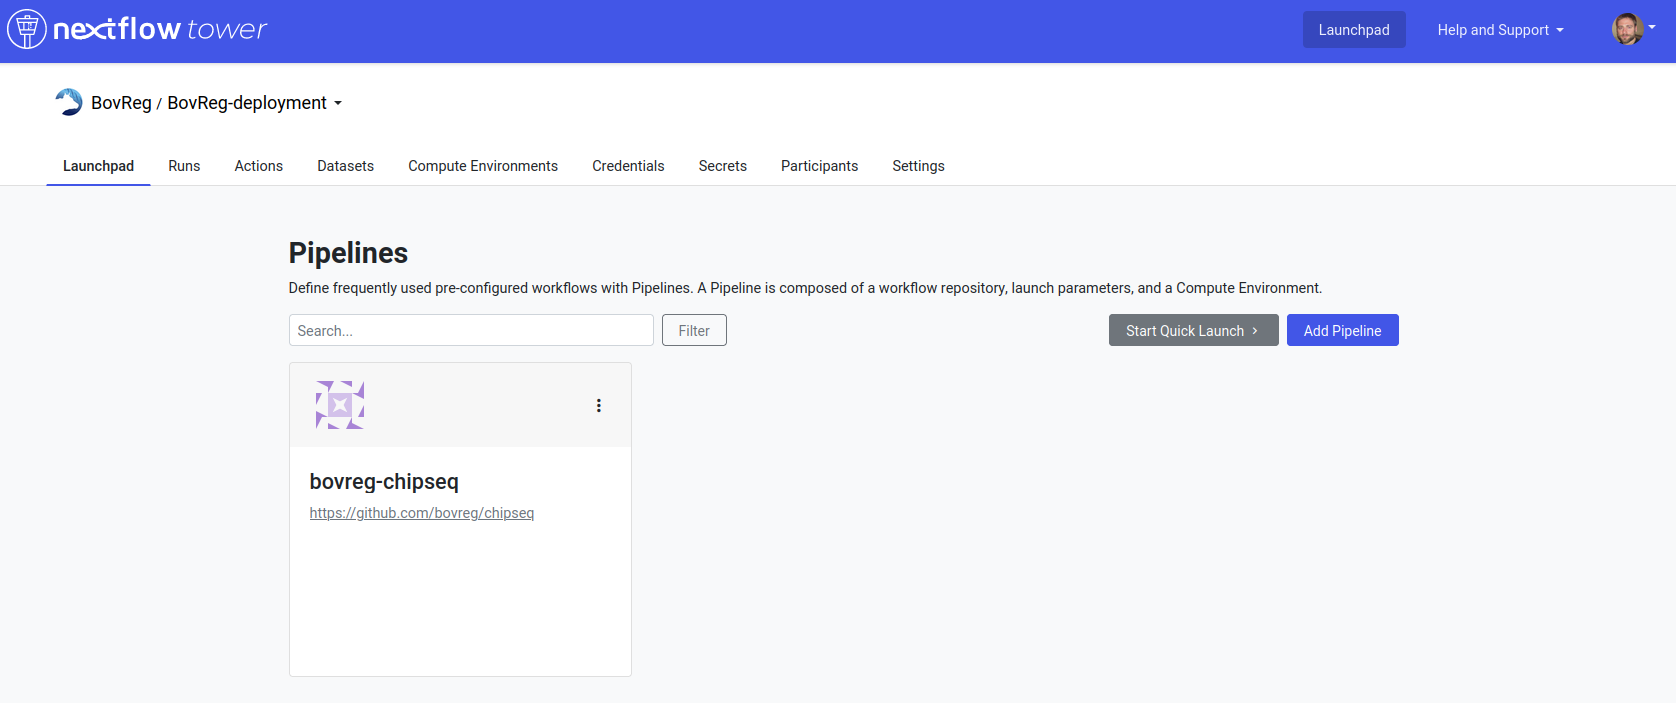 nextflow tower
Launchpad
Help and Support
BovReg / BovReg-deployment
Launchpad Runs Actions Datasets Compute Environments Credentials Secrets Participants Settings
Pipelines
Define frequently used pre-configured workflows with Pipelines. A Pipeline is composed of a workflow repository, launch parameters, and a Compute Environment.
Search...
Filter
Start Quick Launch
Add Pipeline
bovreg-chipseq
https://github.com/bovreg/chipseq